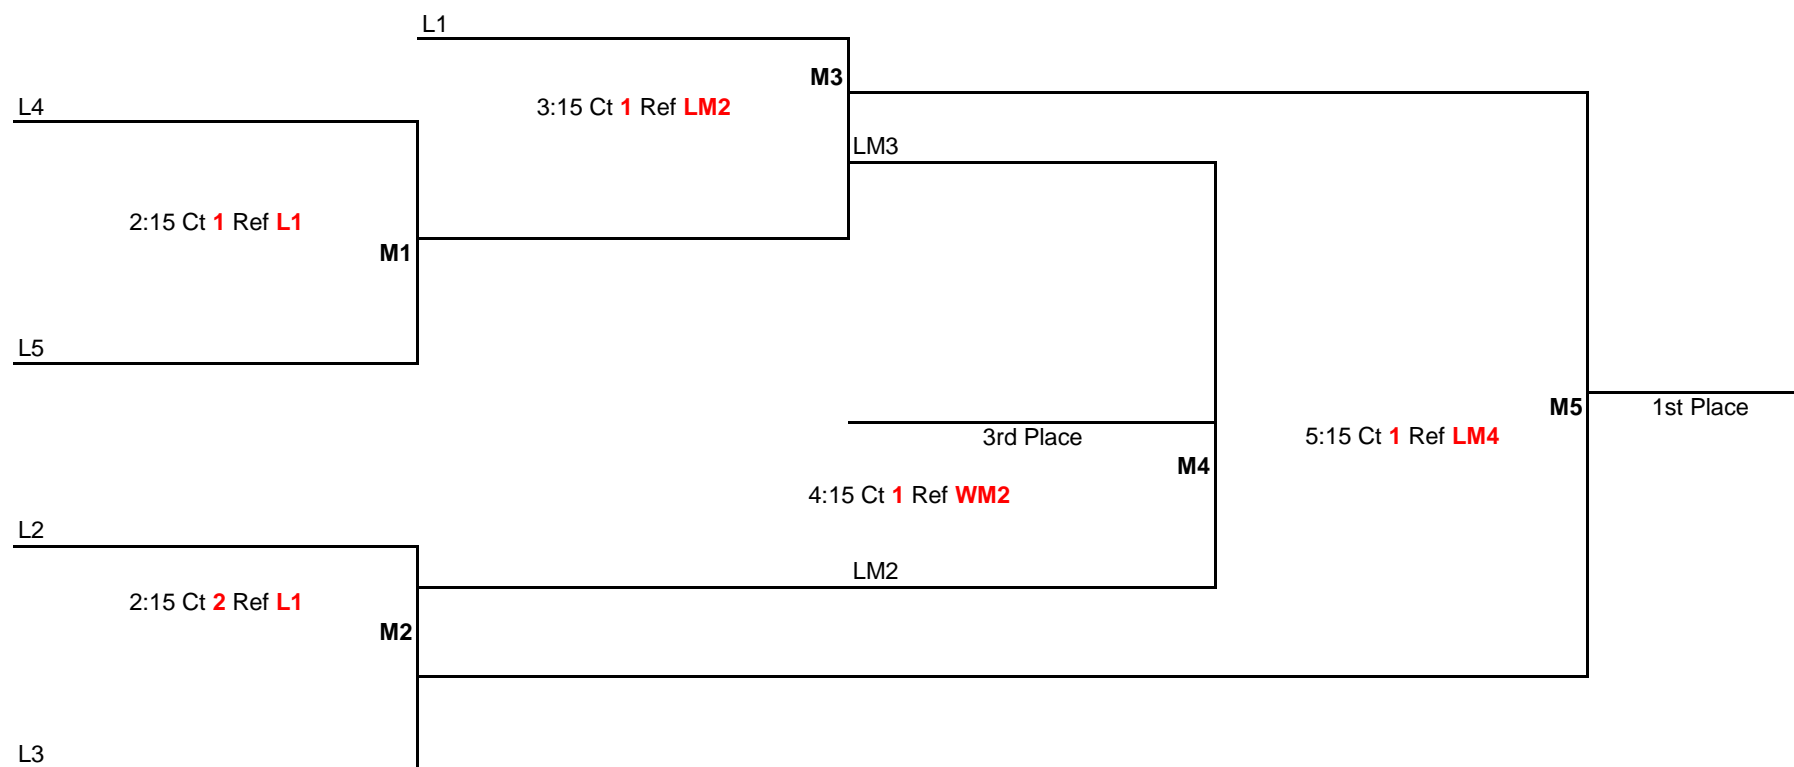 L1
M3
L4
3:15 Ct 1 Ref LM2
LM3
2:15 Ct 1 Ref L1
M1
L5
M5
1st Place
3rd Place
5:15 Ct 1 Ref LM4
M4
4:15 Ct 1 Ref WM2
L2
LM2
2:15 Ct 2 Ref L1
M2
L3